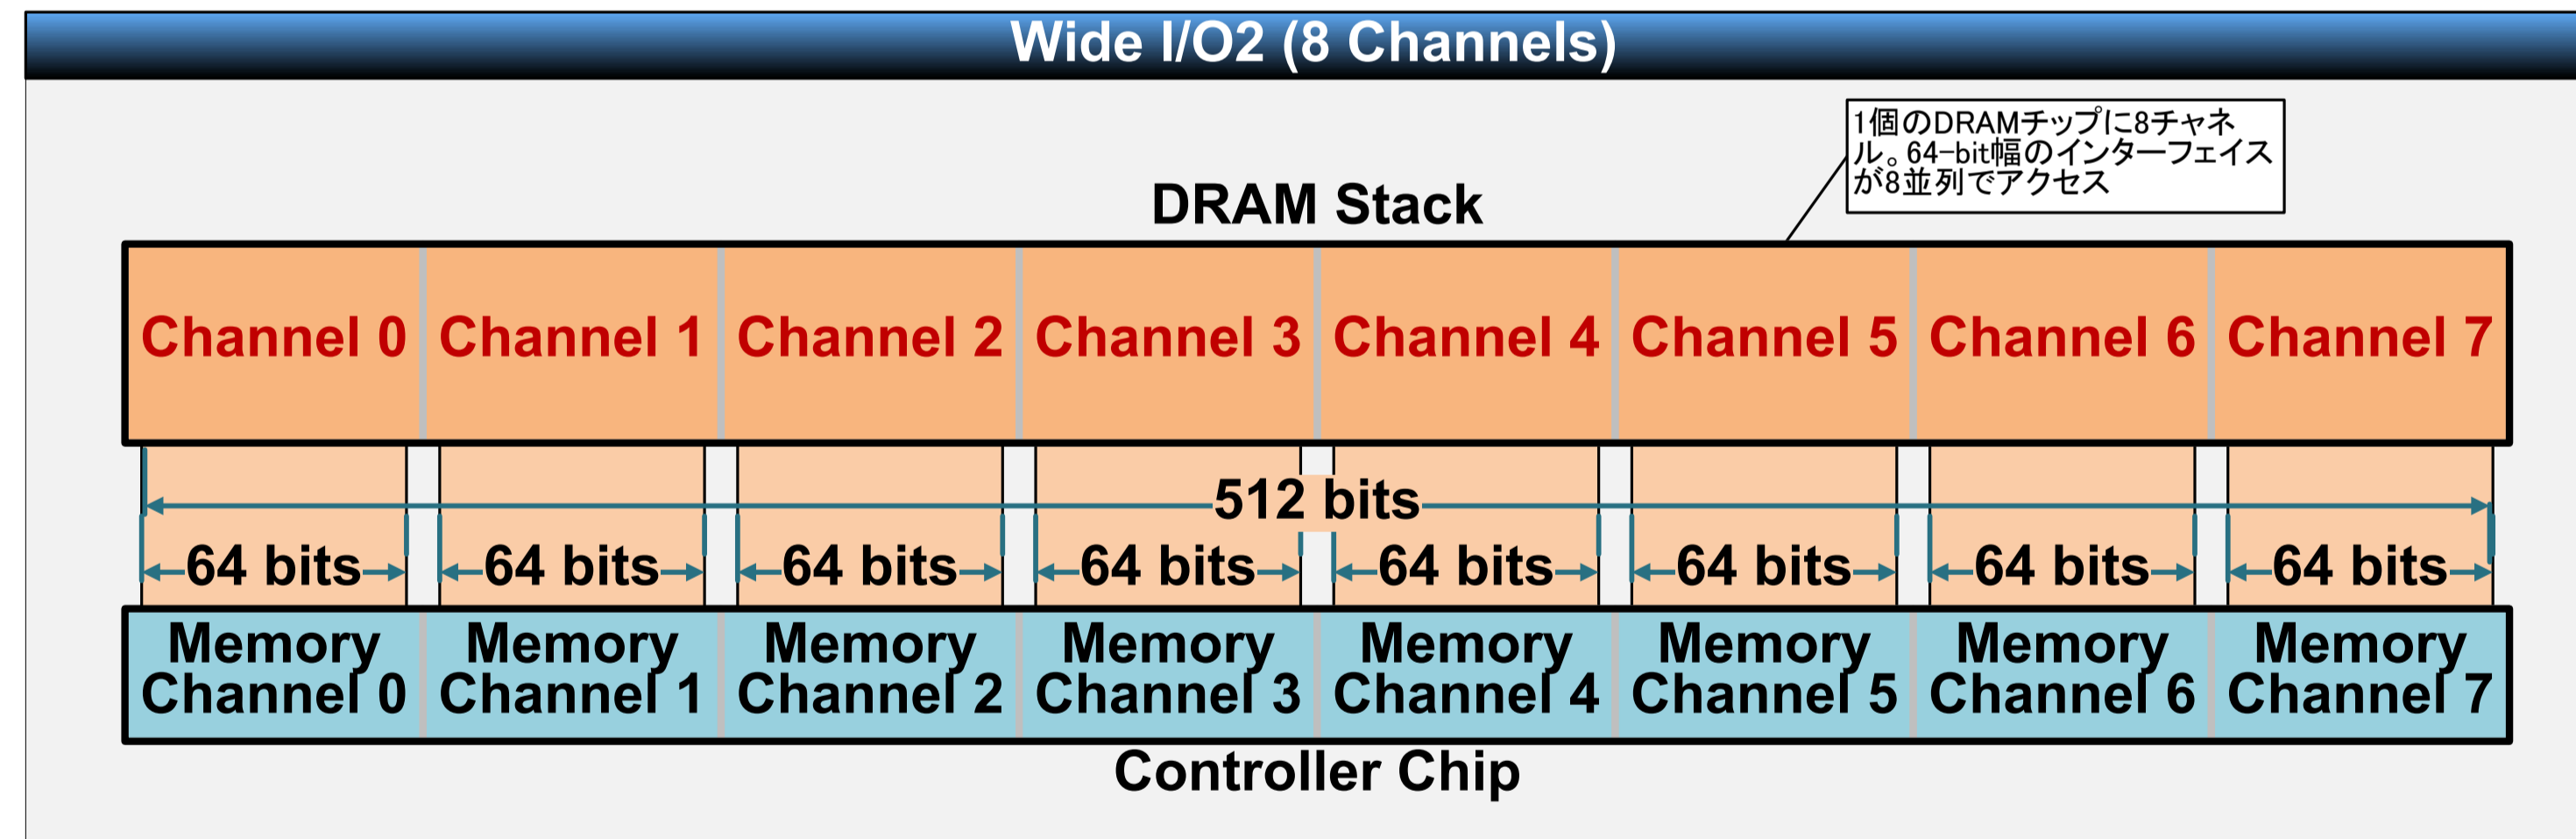 Wide I/O2 (8 Channels)
1個のDRAMチップに8チャネ
ル。64-bit幅のインターフェイス
が8並列でアクセス
DRAM Stack
Channel 0 Channel 1 Channel 2 Channel 3 Channel 4 Channel 5 Channel 6 Channel 7
512 bits
64 bits 64 bits 64 bits 64 bits 64 bits 64 bits 64 bits 64 bits
Memory Memory Memory Memory Memory Memory Memory Memory
Channel 0 Channel 1 Channel 2 Channel 3 Channel 4 Channel 5 Channel 6 Channel 7
Controller Chip